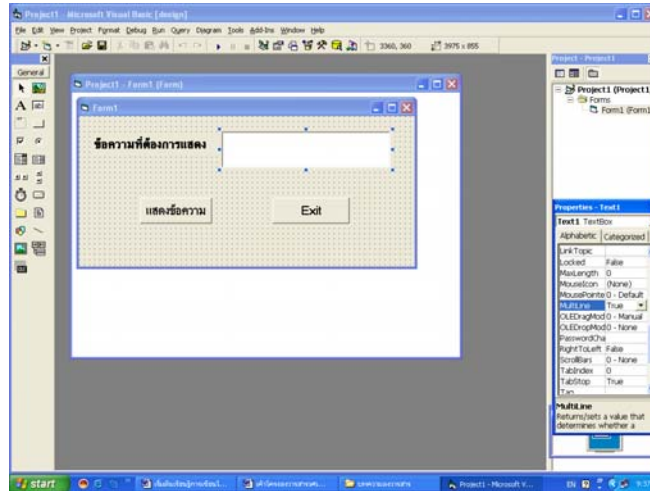 Project1 - Microsoft Visual Basic [design]
File Edit View Project Format Debug Run Query Diagram Tools Add-Ins Window Help
3360, 360
3975 x 855
General
Project1 - Form1 (Form)
Form1
ข้อความที่ต้องการแสดง
แสดงข้อความ
Exit
Project - Project1
Project1 (Project1
Forms
Form1 (Form1
Properties - Text1
Text1 TextBox
Alphabetic Categorized
LinkTopic
Locked False
MaxLength 0
MouseIcon (None)
MousePointe 0 - Default
MultiLine True
OLEDragMod 0 - Manual
OLEDropMod 0 - None
PasswordCha
RightToLeft False
ScrollBars 0 - None
TabIndex 0
TabStop True
Tag
MultiLine
Returns/sets a value that
determines whether a
start
Project1 - Microsoft V...
EN